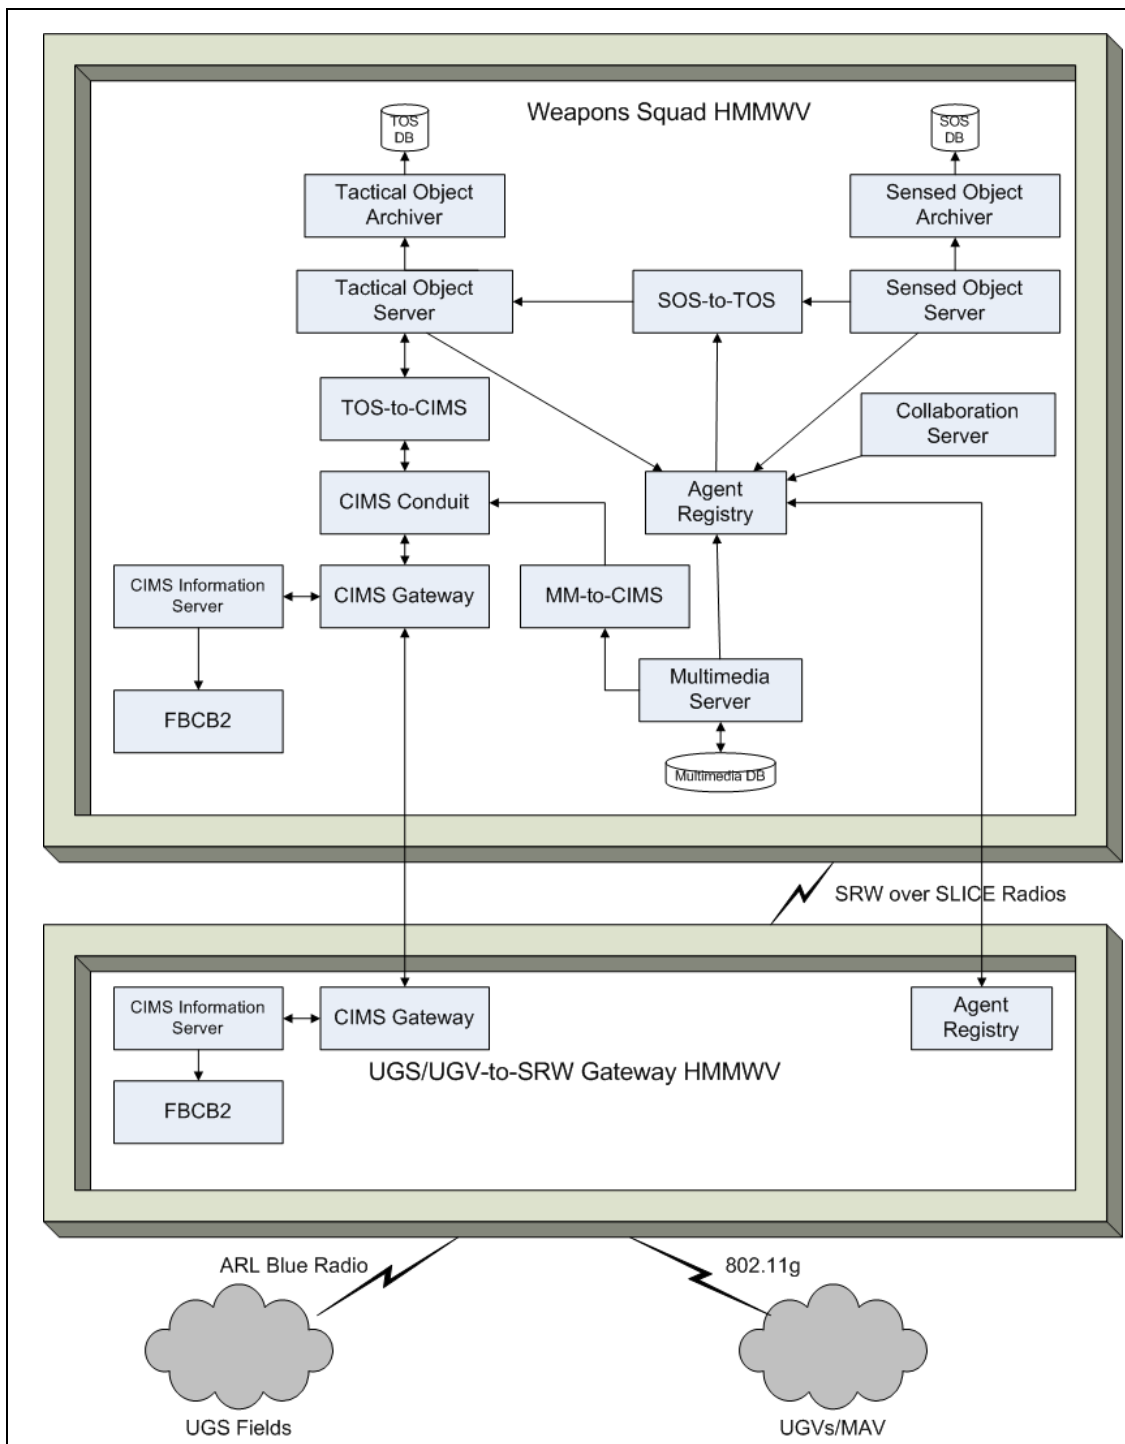 Weapons Squad HMMWV
TOS
DB
SOS
DB
Tactical Object
Archiver
Sensed Object
Archiver
Tactical Object
Server
SOS-to-TOS
Sensed Object
Server
TOS-to-CIMS
Collaboration
Server
CIMS Conduit
Agent
Registry
CIMS Information
Server
CIMS Gateway
MM-to-CIMS
Multimedia
Server
FBCB2
Multimedia DB
SRW over SLICE Radios
CIMS Information
Server
CIMS Gateway
Agent
Registry
UGS/UGV-to-SRW Gateway HMMWV
FBCB2
ARL Blue Radio
802.11g
UGS Fields
UGVs/MAV